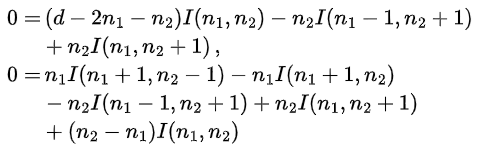 0 = (d − 2n₁ − n₂)I(n₁, n₂) − n₂I(n₁ − 1, n₂ + 1)
+ n₂I(n₁, n₂ + 1) ,
0 = n₁I(n₁ + 1, n₂ − 1) − n₁I(n₁ + 1, n₂)
− n₂I(n₁ − 1, n₂ + 1) + n₂I(n₁, n₂ + 1)
+ (n₂ − n₁)I(n₁, n₂)